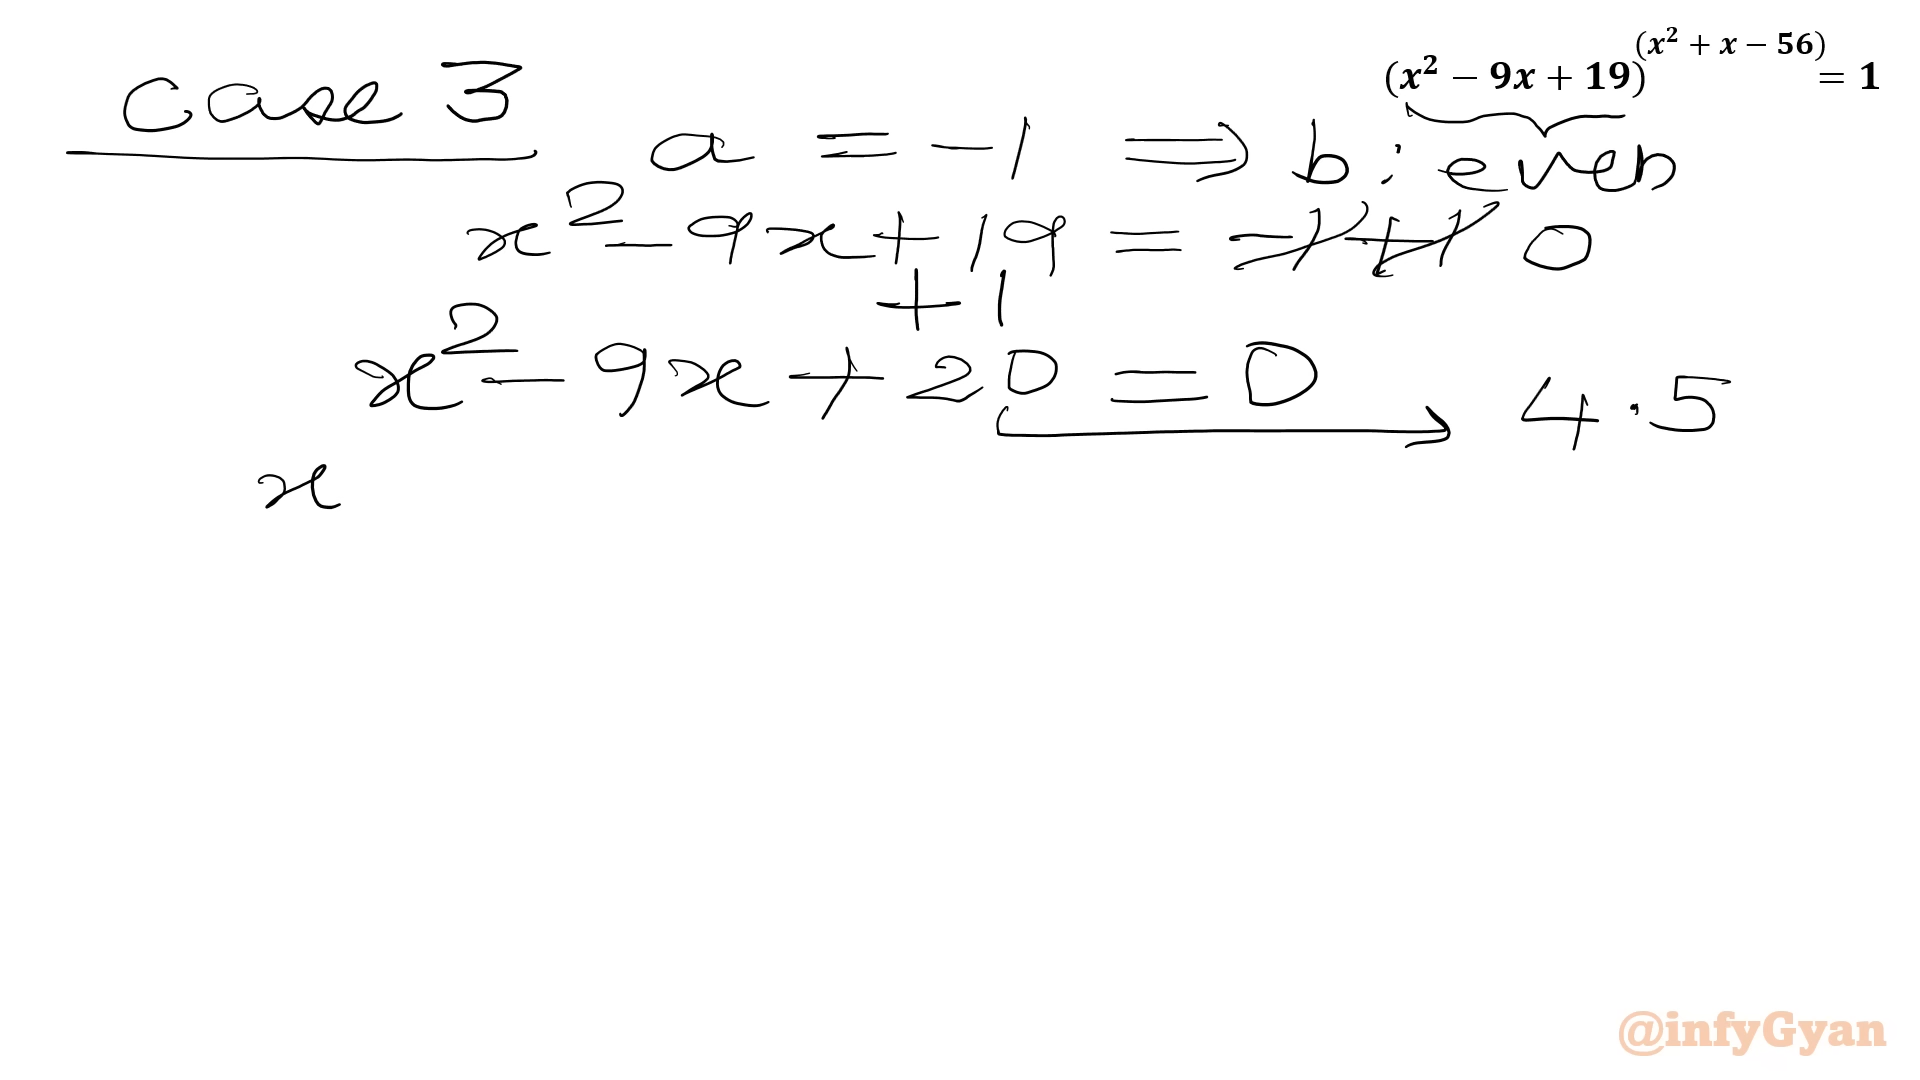 (x² − 9x + 19)^(x² + x − 56) = 1
case 3
a = −1 ⇒ b : even
x² − 9x + 19 = −1 + 1 0
+ 1
x² − 9x + 20 = 0 → 4 · 5
x
@infyGyan